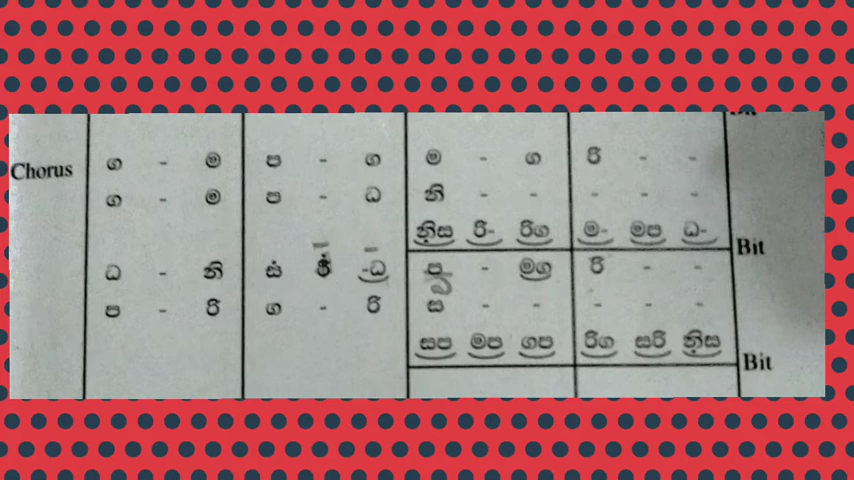 Chorus ග - ම ප - ග ම - ග රි - -
ග - ම ප - ධ නි - - - - -
නි़ස රි- රිග ම- මප ධ- Bit
ධ - නි සં -ධ ප - මග රි - -
ප - රි ග - රි ස - - - - -
සප මප ගප රිග සරි නි़ස Bit